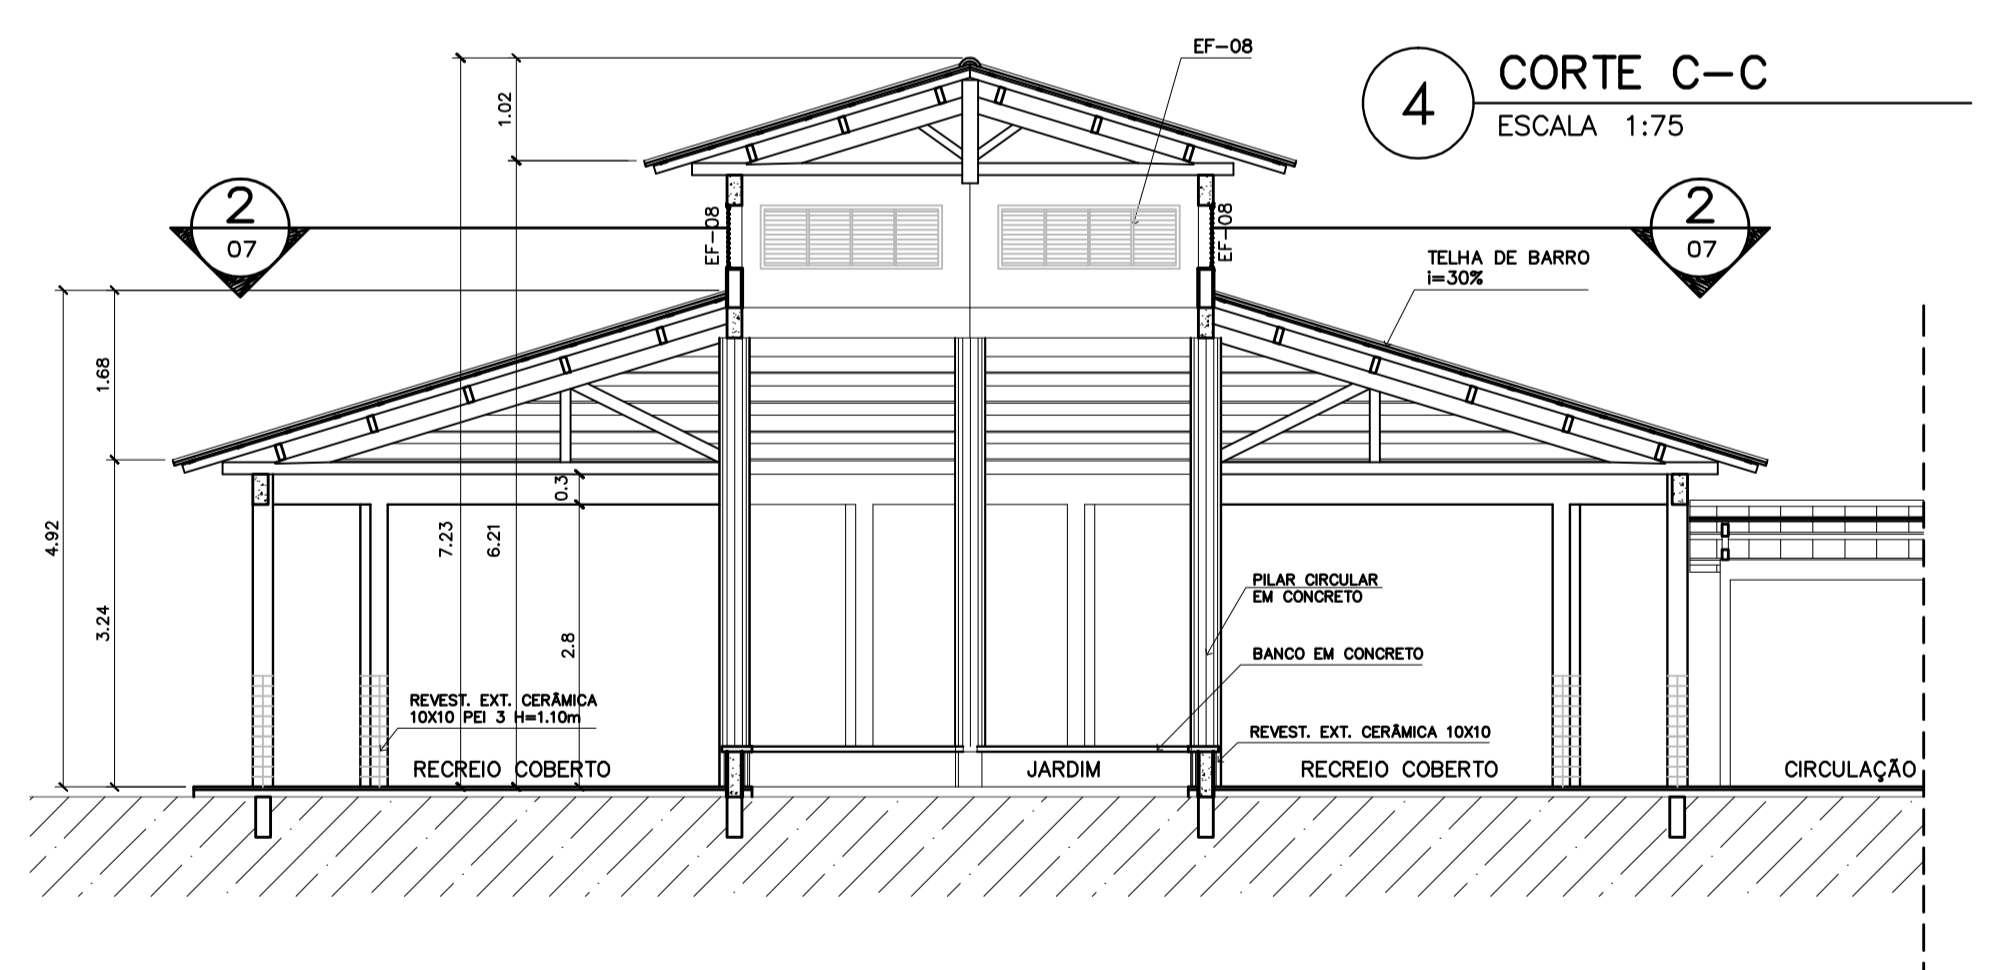 EF-08
4
CORTE C-C
ESCALA 1:75
1.02
2
07
2
07
EF-08
EF-08
TELHA DE BARRO
i=30%
1.68
0.3
4.92
7.23
6.21
3.24
2.8
PILAR CIRCULAR
EM CONCRETO
BANCO EM CONCRETO
REVEST. EXT. CERÂMICA
10X10 PEI 3 H=1.10m
REVEST. EXT. CERÂMICA 10X10
RECREIO COBERTO
JARDIM
RECREIO COBERTO
CIRCULAÇÃO